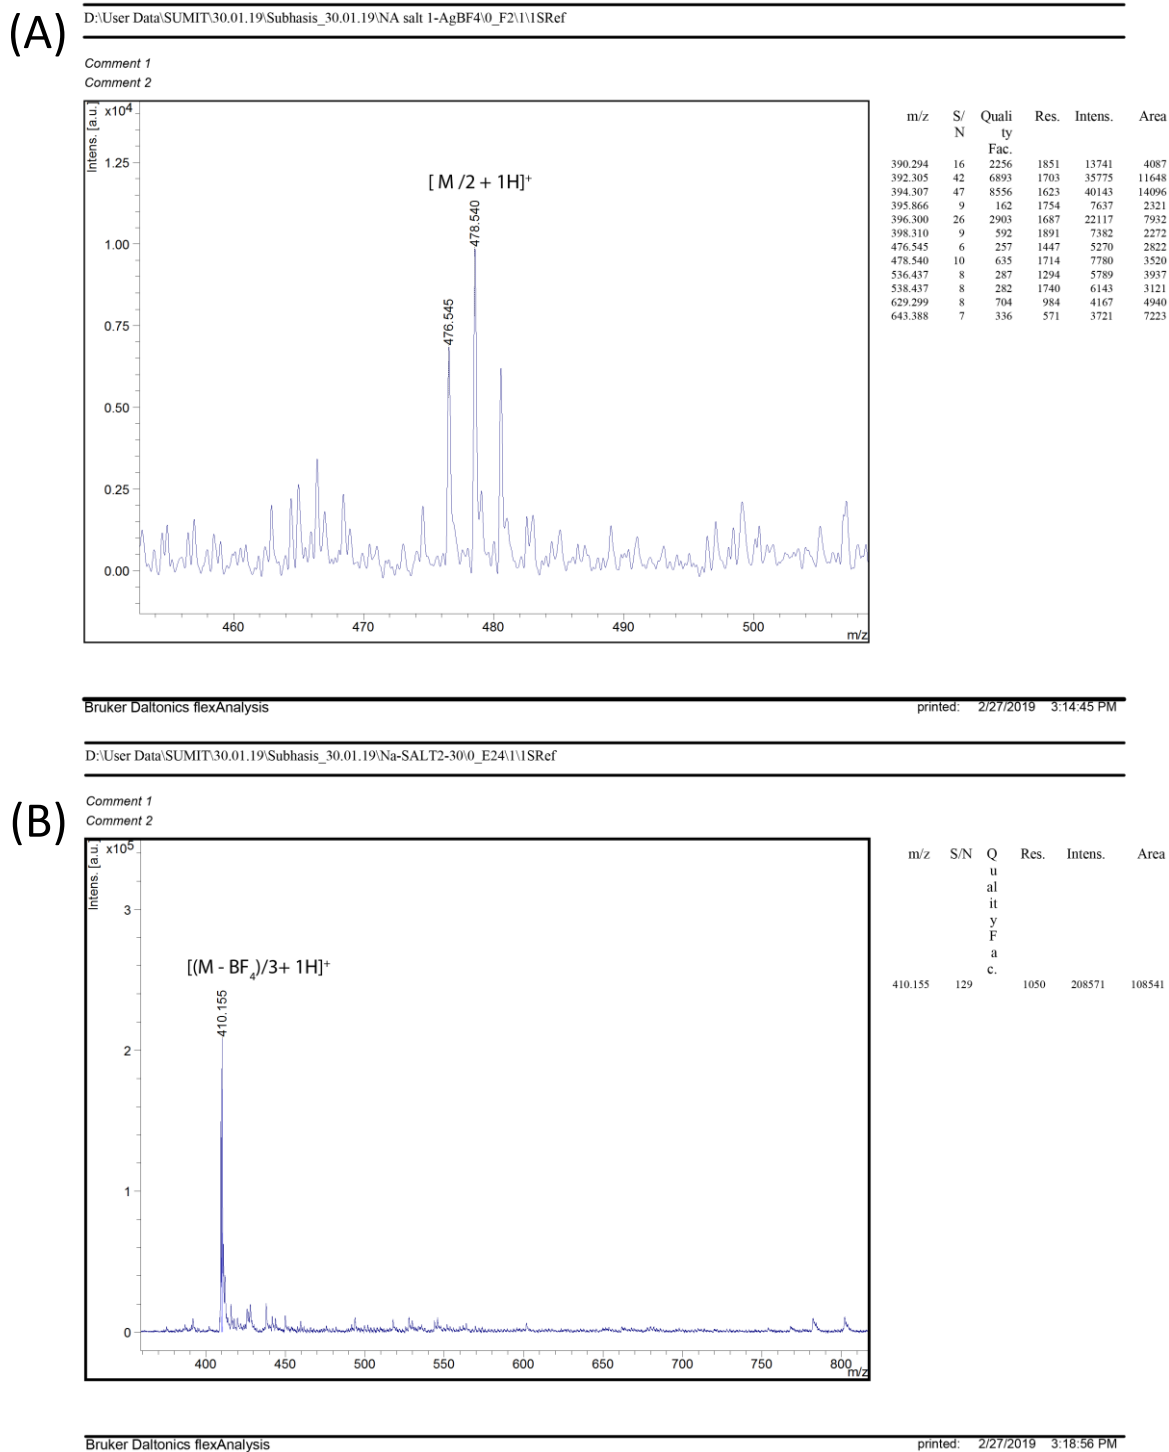 (A)
D:\User Data\SUMIT\30.01.19\Subhasis_30.01.19\NA salt 1-AgBF4\0_F2\1\1SRef
Comment 1
Comment 2
Intens. [a.u.]
x10^4
1.25
1.00
0.75
0.50
0.25
0.00
[ M /2 + 1H]+
476.545
478.540
460 470 480 490 500
m/z
m/z S/N Quality Fac. Res. Intens. Area
390.294 16 2256 1851 13741 4087
392.305 42 6893 1703 35775 11648
394.307 47 8556 1623 40143 14096
395.866 9 162 1754 7637 2321
396.300 26 2903 1687 22117 7932
398.310 9 592 1891 7382 2272
476.545 6 257 1447 5270 2822
478.540 10 635 1714 7780 3520
536.437 8 287 1294 5789 3937
538.437 8 282 1740 6143 3121
629.299 8 704 984 4167 4940
643.388 7 336 571 3721 7223
Bruker Daltonics flexAnalysis printed: 2/27/2019 3:14:45 PM
D:\User Data\SUMIT\30.01.19\Subhasis_30.01.19\Na-SALT2-30\0_E24\1\1SRef
(B)
Comment 1
Comment 2
Intens. [a.u.]
x10^5
3
2
1
0
[(M - BF4)/3+ 1H]+
410.155
400 450 500 550 600 650 700 750 800
m/z
m/z S/N Quality Fac. Res. Intens. Area
410.155 129 1050 208571 108541
Bruker Daltonics flexAnalysis printed: 2/27/2019 3:18:56 PM